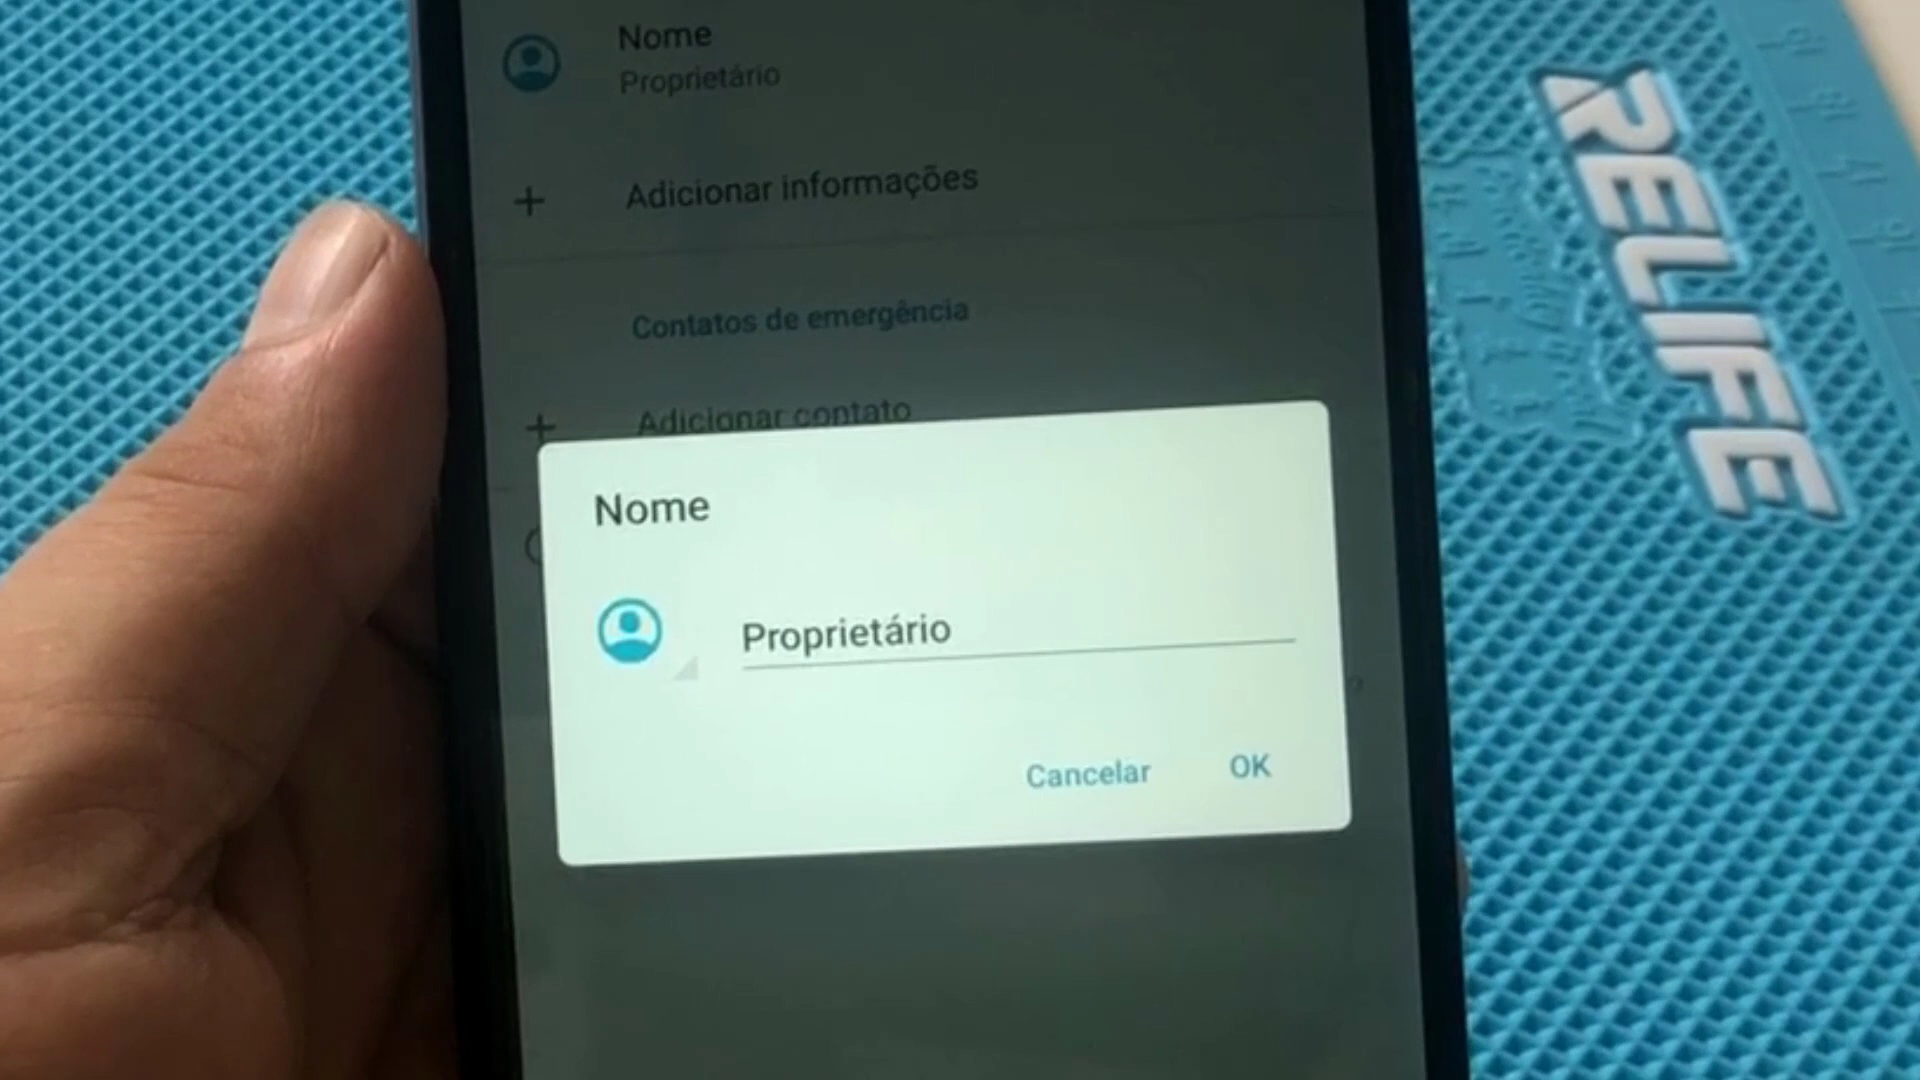 Nome
Proprietário
Adicionar informações
Contatos de emergência
Adicionar contato
Nome
Proprietário
Cancelar
OK
RELIFE